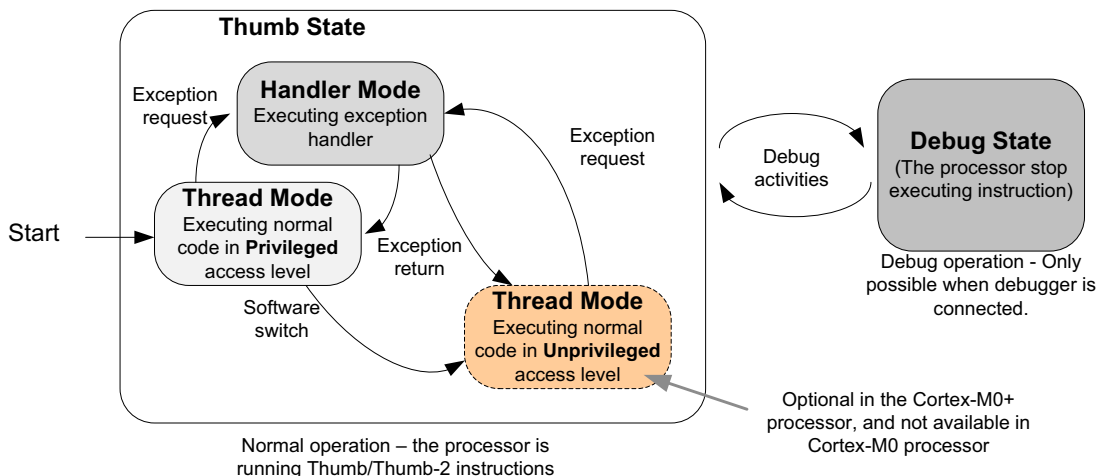 Thumb State
Handler Mode
Executing exception
handler
Exception
request
Exception
request
Thread Mode
Executing normal
code in Privileged
access level
Start
Exception
return
Software
switch
Thread Mode
Executing normal
code in Unprivileged
access level
Debug
activities
Debug State
(The processor stop
executing instruction)
Debug operation - Only
possible when debugger is
connected.
Optional in the Cortex-M0+
processor, and not available in
Cortex-M0 processor
Normal operation – the processor is
running Thumb/Thumb-2 instructions